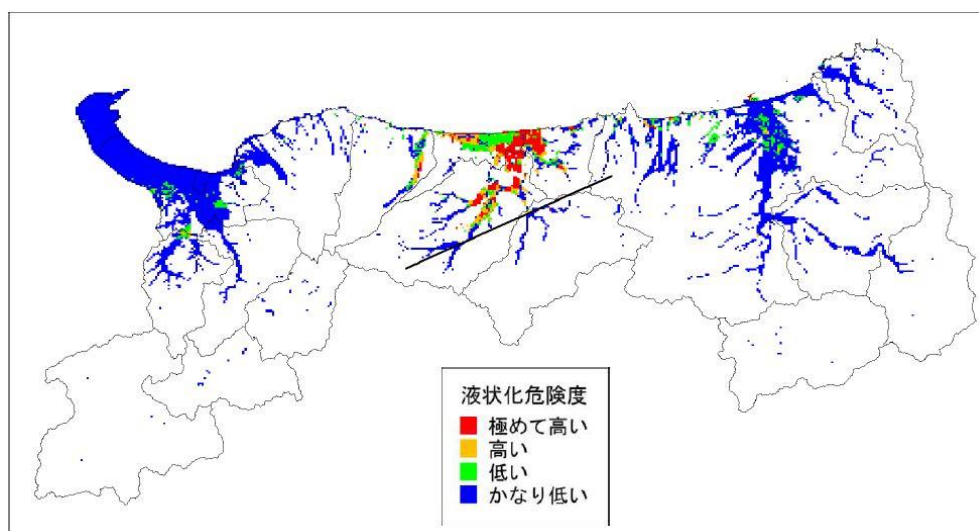 液状化危険度
極めて高い
高い
低い
かなり低い